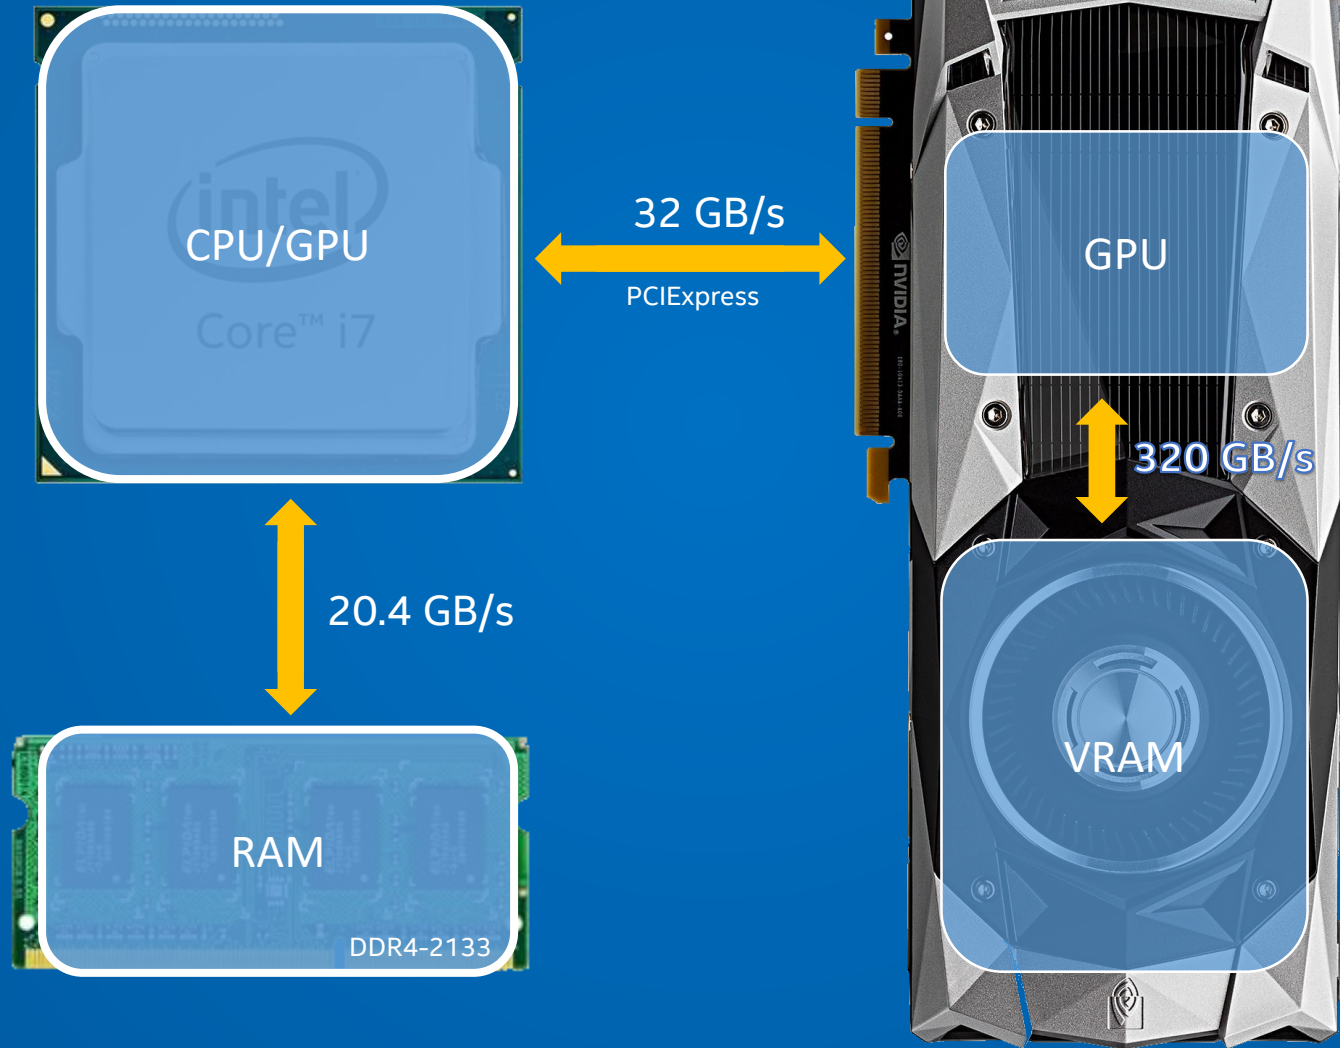 intel
CPU/GPU
Core™ i7
32 GB/s
PCIExpress
NVIDIA.
GPU
320 GB/s
20.4 GB/s
VRAM
RAM
DDR4-2133